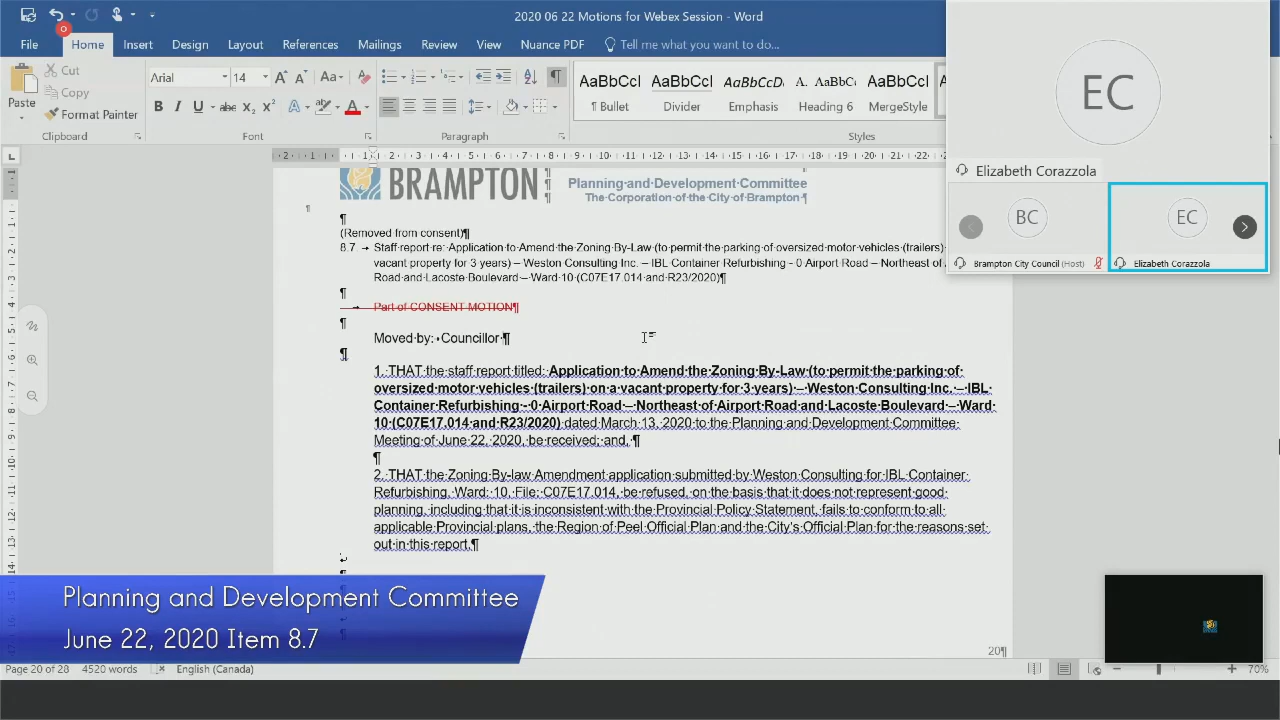 2020 06 22 Motions for Webex Session - Word
File Home Insert Design Layout References Mailings Review View Nuance PDF Tell me what you want to do...
Cut
Copy
Format Painter
Paste
Arial 14
AaBbCcI AaBbCcI AaBbCcD AaBbC AaBbCcI
¶ Bullet Divider Emphasis Heading 6 MergeStyle
Clipboard Font Paragraph Styles
EC
Elizabeth Corazzola
BC EC
Brampton City Council (Host) Elizabeth Corazzola
BRAMPTON
Planning and Development Committee
The Corporation of the City of Brampton
(Removed from consent)
8.7 Staff report re: Application to Amend the Zoning By-Law (to permit the parking of oversized motor vehicles (trailers)
vacant property for 3 years) – Weston Consulting Inc. – IBL Container Refurbishing - 0 Airport Road – Northeast of
Road and Lacoste Boulevard – Ward 10 (C07E17.014 and R23/2020)
Part of CONSENT MOTION
Moved by: Councillor
1. THAT the staff report titled: Application to Amend the Zoning By-Law (to permit the parking of
oversized motor vehicles (trailers) on a vacant property for 3 years) – Weston Consulting Inc. – IBL
Container Refurbishing - 0 Airport Road – Northeast of Airport Road and Lacoste Boulevard – Ward
10 (C07E17.014 and R23/2020) dated March 13, 2020 to the Planning and Development Committee
Meeting of June 22, 2020, be received; and,
2. THAT the Zoning By-law Amendment application submitted by Weston Consulting for IBL Container
Refurbishing, Ward: 10, File: C07E17.014, be refused, on the basis that it does not represent good
planning, including that it is inconsistent with the Provincial Policy Statement, fails to conform to all
applicable Provincial plans, the Region of Peel Official Plan and the City's Official Plan for the reasons set
out in this report.
20
Planning and Development Committee
June 22, 2020 Item 8.7
Page 20 of 28 4520 words English (Canada) 70%